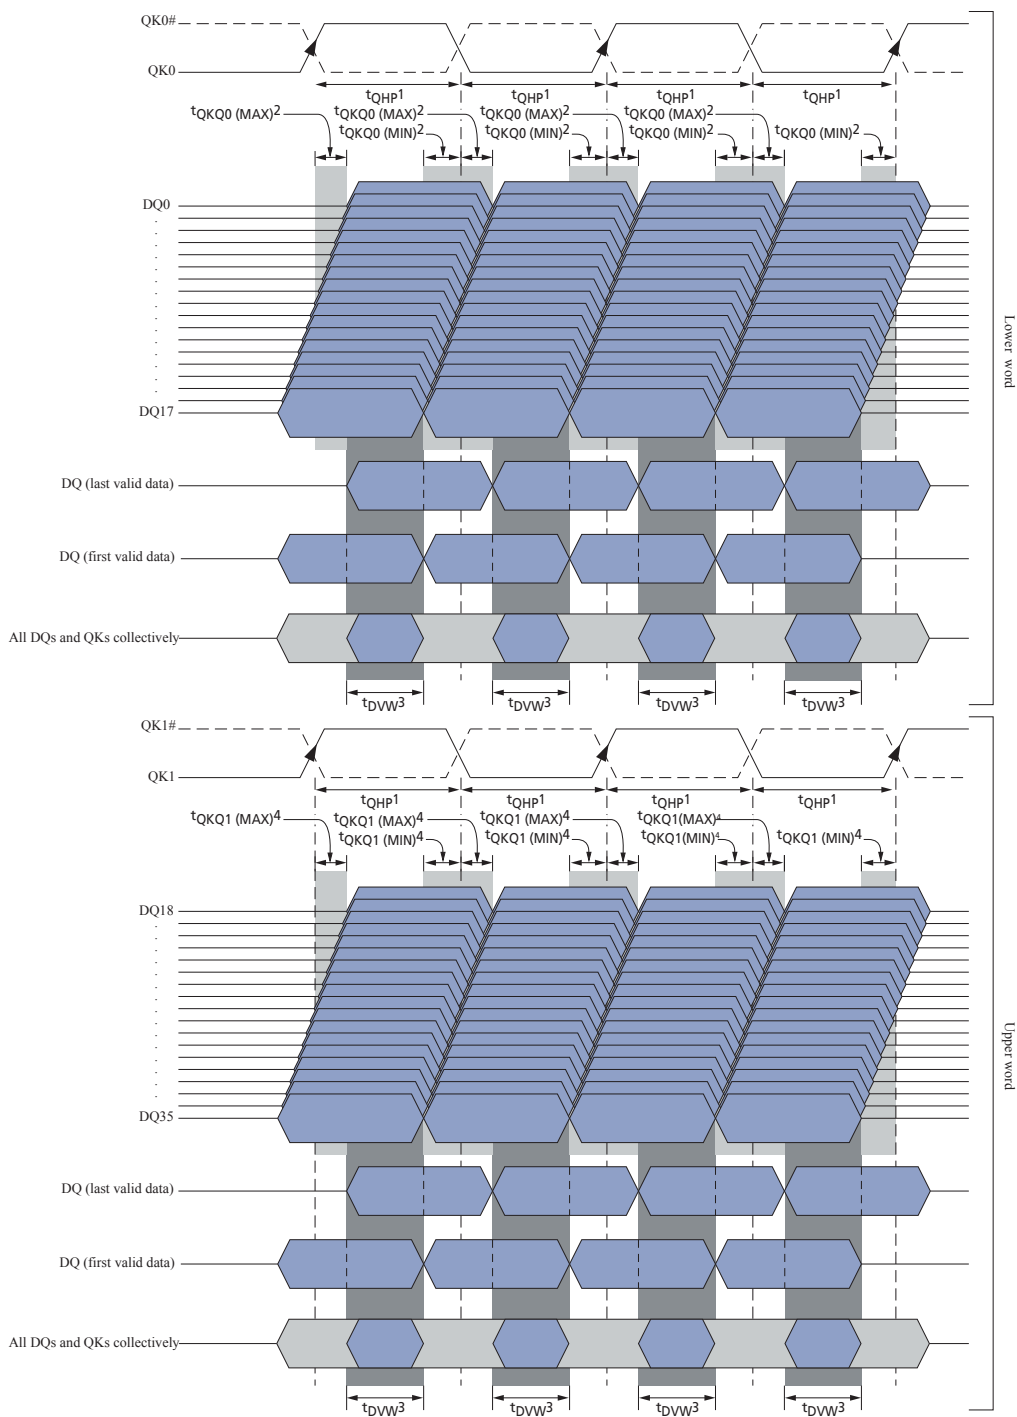 QK0#
QK0
tQHP1 tQHP1 tQHP1 tQHP1
tQKQ0 (MAX)2 tQKQ0 (MAX)2 tQKQ0 (MAX)2 tQKQ0 (MAX)2
tQKQ0 (MIN)2 tQKQ0 (MIN)2 tQKQ0 (MIN)2 tQKQ0 (MIN)2
DQ0
DQ17
Lower word
DQ (last valid data)
DQ (first valid data)
All DQs and QKs collectively
tDVW3 tDVW3 tDVW3 tDVW3
QK1#
QK1
tQHP1 tQHP1 tQHP1 tQHP1
tQKQ1 (MAX)4 tQKQ1 (MAX)4 tQKQ1 (MAX)4 tQKQ1(MAX)4
tQKQ1 (MIN)4 tQKQ1 (MIN)4 tQKQ1(MIN)4 tQKQ1 (MIN)4
DQ18
DQ35
Upper word
DQ (last valid data)
DQ (first valid data)
All DQs and QKs collectively
tDVW3 tDVW3 tDVW3 tDVW3